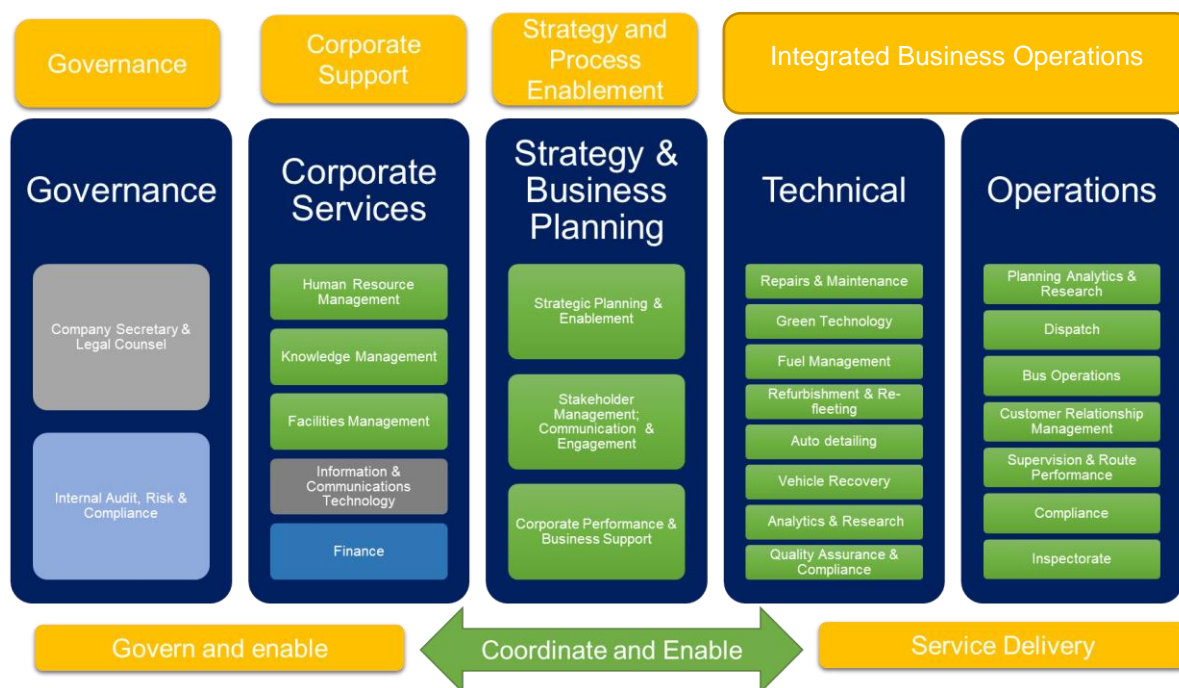 Governance
Corporate
Support
Strategy and
Process
Enablement
Integrated Business Operations
Governance
Company Secretary &
Legal Counsel
Internal Audit, Risk &
Compliance
Corporate
Services
Human Resource
Management
Knowledge Management
Facilities Management
Information &
Communications
Technology
Finance
Strategy &
Business
Planning
Strategic Planning &
Enablement
Stakeholder
Management;
Communication &
Engagement
Corporate Performance &
Business Support
Technical
Repairs & Maintenance
Green Technology
Fuel Management
Refurbishment & Re-
fleeting
Auto detailing
Vehicle Recovery
Analytics & Research
Quality Assurance &
Compliance
Operations
Planning Analytics &
Research
Dispatch
Bus Operations
Customer Relationship
Management
Supervision & Route
Performance
Compliance
Inspectorate
Govern and enable
Coordinate and Enable
Service Delivery